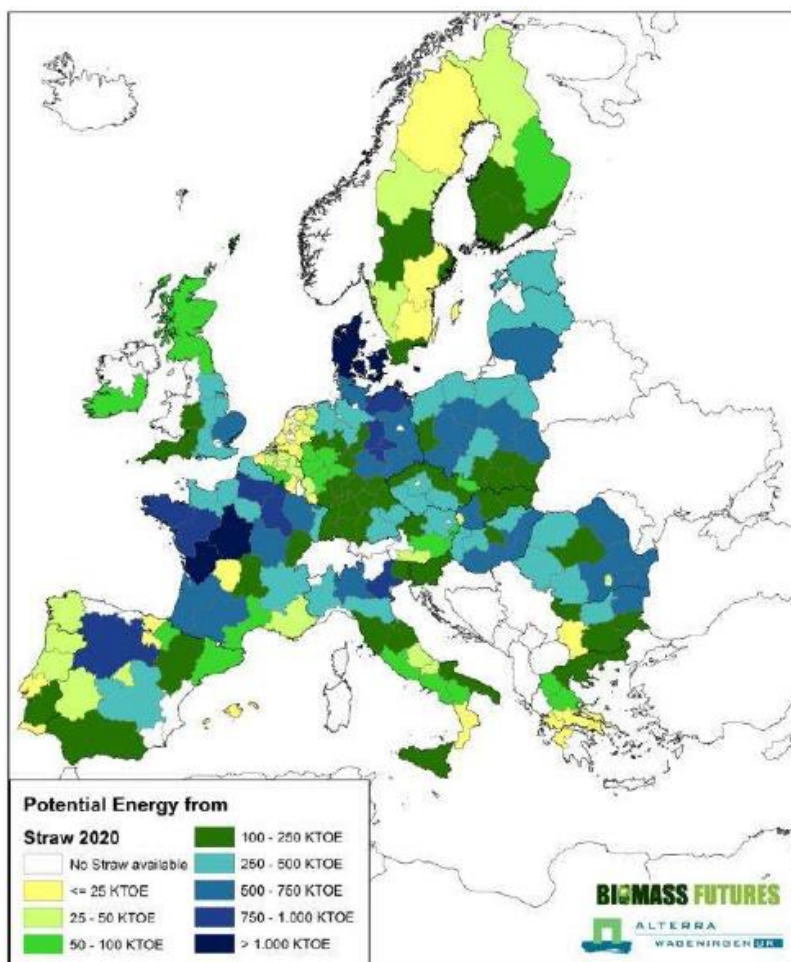 Potential Energy from
Straw 2020
No Straw available
<= 25 KTOE
25 - 50 KTOE
50 - 100 KTOE
100 - 250 KTOE
250 - 500 KTOE
500 - 750 KTOE
750 - 1.000 KTOE
> 1.000 KTOE
BIOMASS FUTURES
ALTERRA
WAGENINGEN UR